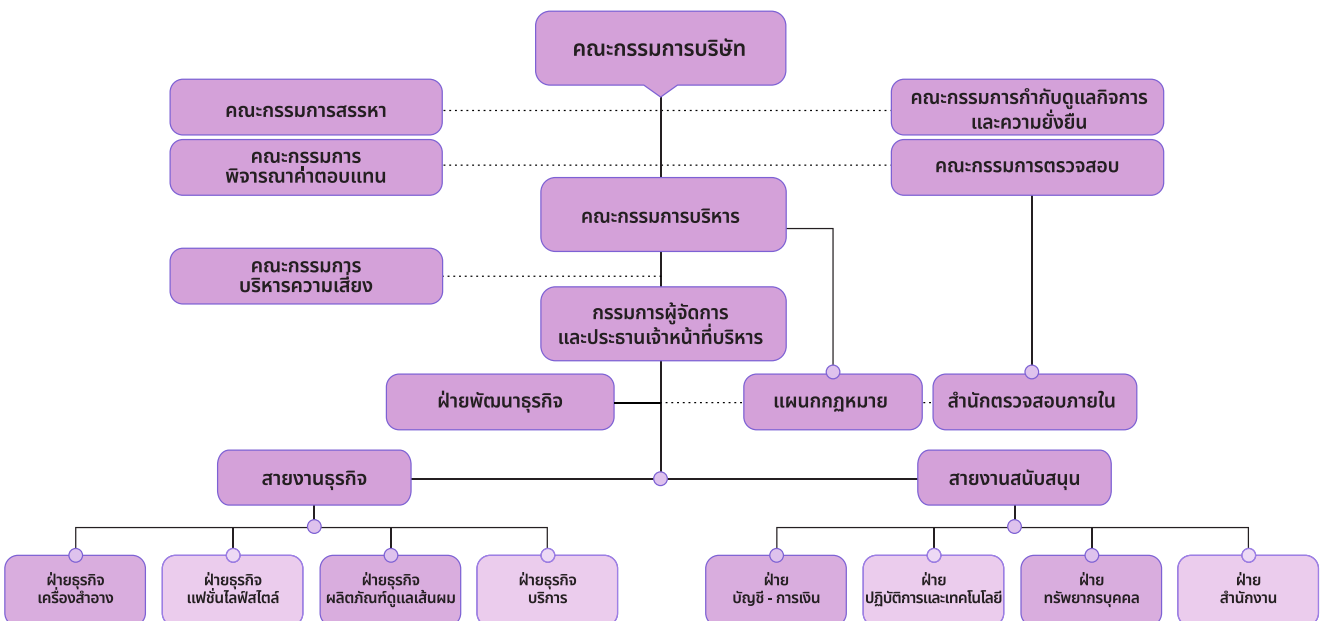 คณะกรรมการบริษัท
คณะกรรมการสรรหา
คณะกรรมการกำกับดูแลกิจการ
และความยั่งยืน
คณะกรรมการ
พิจารณาค่าตอบแทน
คณะกรรมการตรวจสอบ
คณะกรรมการบริหาร
คณะกรรมการ
บริหารความเสี่ยง
กรรมการผู้จัดการ
และประธานเจ้าหน้าที่บริหาร
ฝ่ายพัฒนาธุรกิจ
แผนกกฎหมาย
สำนักตรวจสอบภายใน
สายงานธุรกิจ
สายงานสนับสนุน
ฝ่ายธุรกิจ
เครื่องสำอาง
ฝ่ายธุรกิจ
แฟชั่นไลฟ์สไตล์
ฝ่ายธุรกิจ
ผลิตภัณฑ์ดูแลเส้นผม
ฝ่ายธุรกิจ
บริการ
ฝ่าย
บัญชี - การเงิน
ฝ่าย
ปฏิบัติการและเทคโนโลยี
ฝ่าย
ทรัพยากรบุคคล
ฝ่าย
สำนักงาน